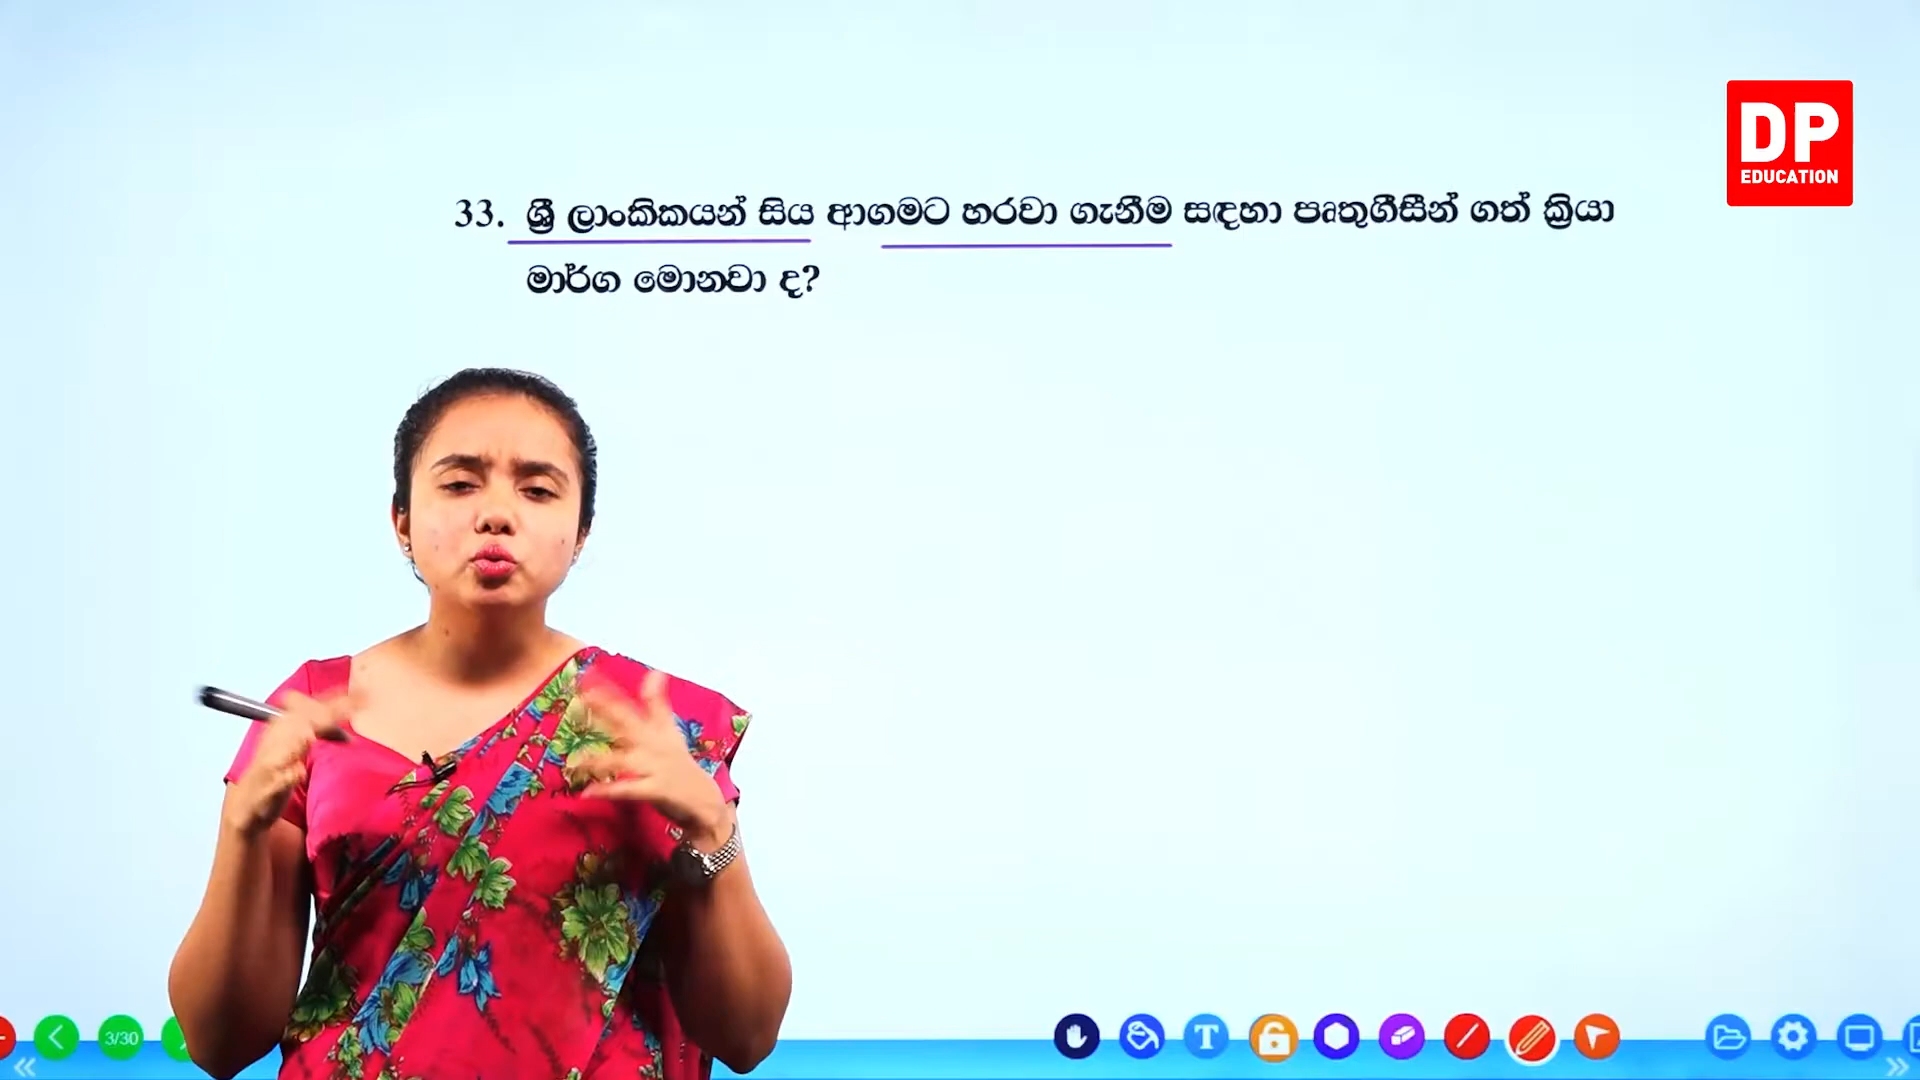 DP
EDUCATION
33. ශ්‍රී ලාංකිකයන් සිය ආගමට හරවා ගැනීම සඳහා පෘතුගීසීන් ගත් ක්‍රියා
මාර්ග මොනවා ද?
3/30
T